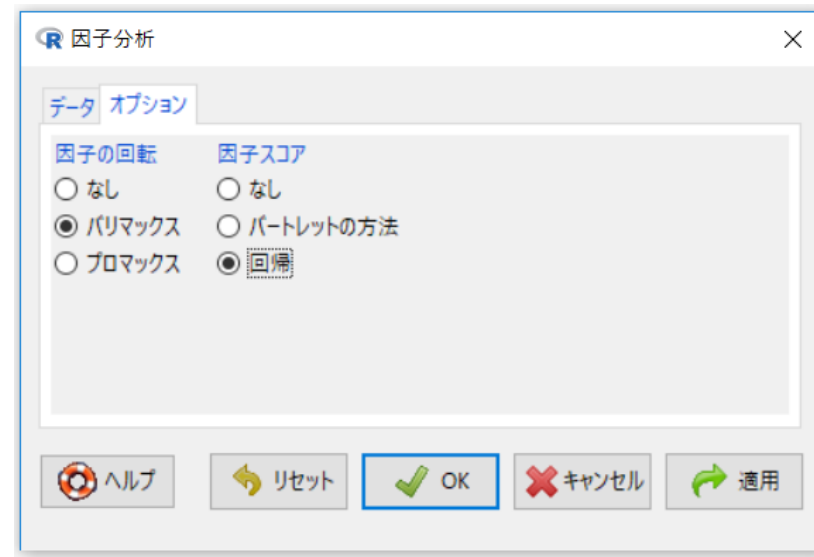 因子分析
データ オプション
因子の回転 因子スコア
なし なし
バリマックス バートレットの方法
プロマックス 回帰
ヘルプ リセット OK キャンセル 適用